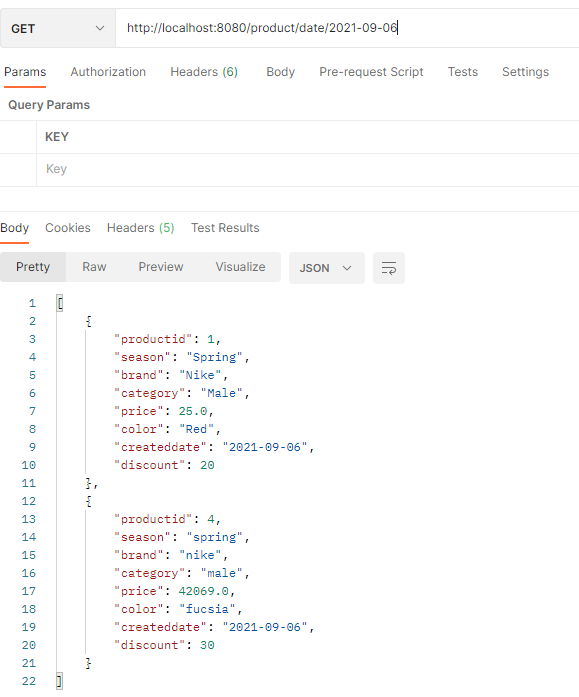 GET http://localhost:8080/product/date/2021-09-06
Params Authorization Headers (6) Body Pre-request Script Tests Settings
Query Params
KEY
Key
Body Cookies Headers (5) Test Results
Pretty Raw Preview Visualize JSON
1 [
2 {
3 "productid": 1,
4 "season": "Spring",
5 "brand": "Nike",
6 "category": "Male",
7 "price": 25.0,
8 "color": "Red",
9 "createddate": "2021-09-06",
10 "discount": 20
11 },
12 {
13 "productid": 4,
14 "season": "spring",
15 "brand": "nike",
16 "category": "male",
17 "price": 42069.0,
18 "color": "fucsia",
19 "createddate": "2021-09-06",
20 "discount": 30
21 }
22 ]